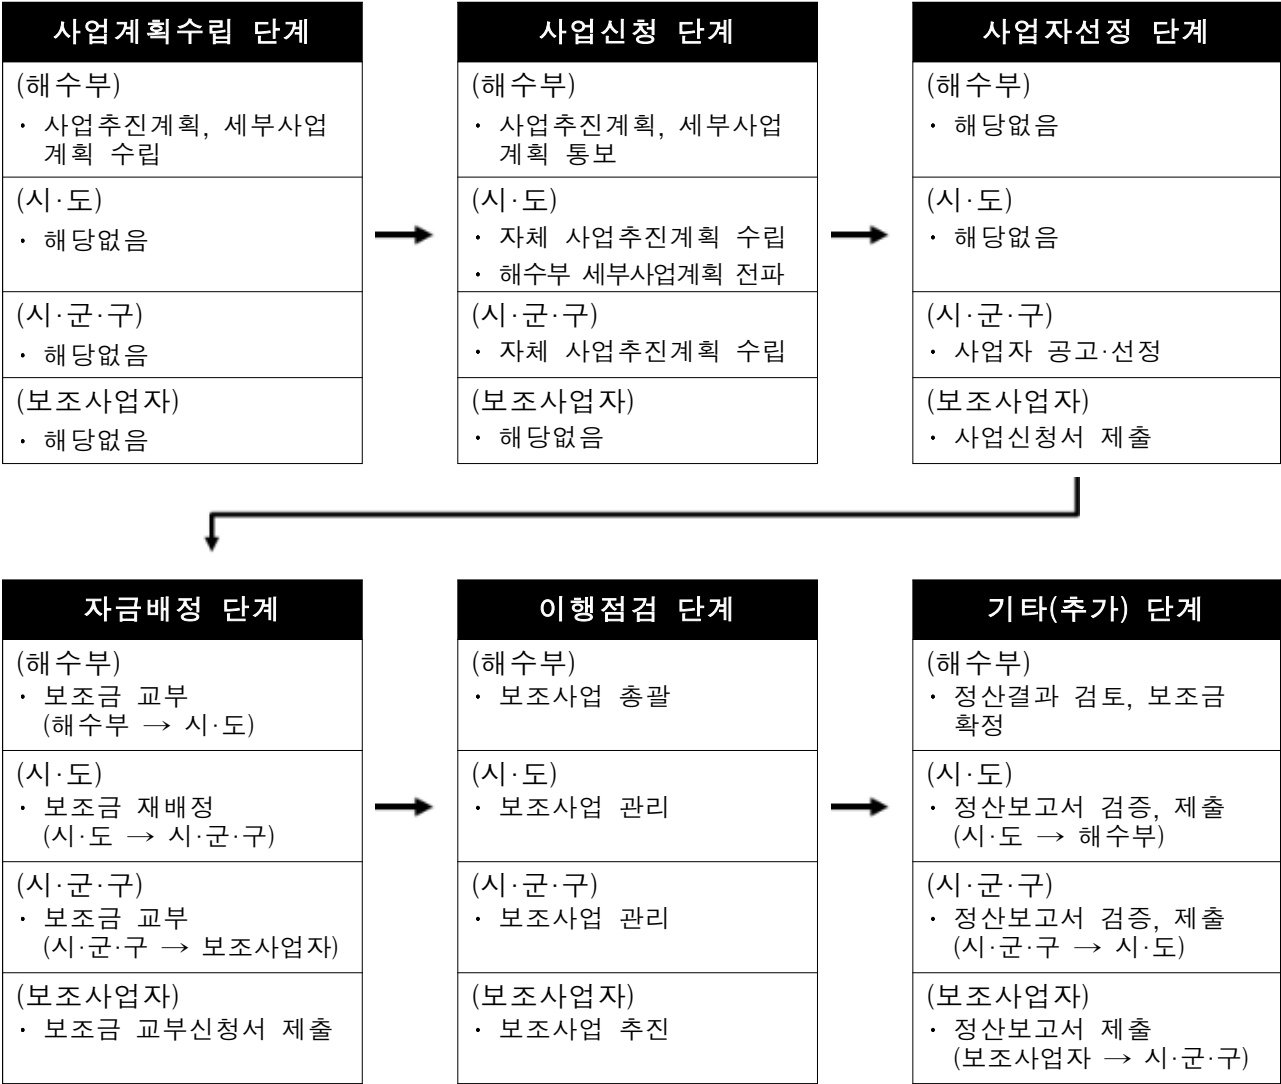 사업계획수립 단계
(해수부)
· 사업추진계획, 세부사업
계획 수립
(시·도)
· 해당없음
(시·군·구)
· 해당없음
(보조사업자)
· 해당없음
사업신청 단계
(해수부)
· 사업추진계획, 세부사업
계획 통보
(시·도)
· 자체 사업추진계획 수립
· 해수부 세부사업계획 전파
(시·군·구)
· 자체 사업추진계획 수립
(보조사업자)
· 해당없음
사업자선정 단계
(해수부)
· 해당없음
(시·도)
· 해당없음
(시·군·구)
· 사업자 공고·선정
(보조사업자)
· 사업신청서 제출
자금배정 단계
(해수부)
· 보조금 교부
(해수부 → 시·도)
(시·도)
· 보조금 재배정
(시·도 → 시·군·구)
(시·군·구)
· 보조금 교부
(시·군·구 → 보조사업자)
(보조사업자)
· 보조금 교부신청서 제출
이행점검 단계
(해수부)
· 보조사업 총괄
(시·도)
· 보조사업 관리
(시·군·구)
· 보조사업 관리
(보조사업자)
· 보조사업 추진
기타(추가) 단계
(해수부)
· 정산결과 검토, 보조금
확정
(시·도)
· 정산보고서 검증, 제출
(시·도 → 해수부)
(시·군·구)
· 정산보고서 검증, 제출
(시·군·구 → 시·도)
(보조사업자)
· 정산보고서 제출
(보조사업자 → 시·군·구)